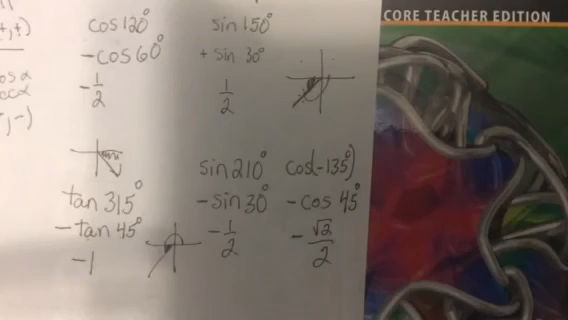 cos 120°
-cos 60°
-1/2
sin 150°
+ sin 30°
1/2
tan 315°
-tan 45°
-1
sin 210°
-sin 30°
-1/2
cos(-135°)
-cos 45°
-√2/2
CORE TEACHER EDITION